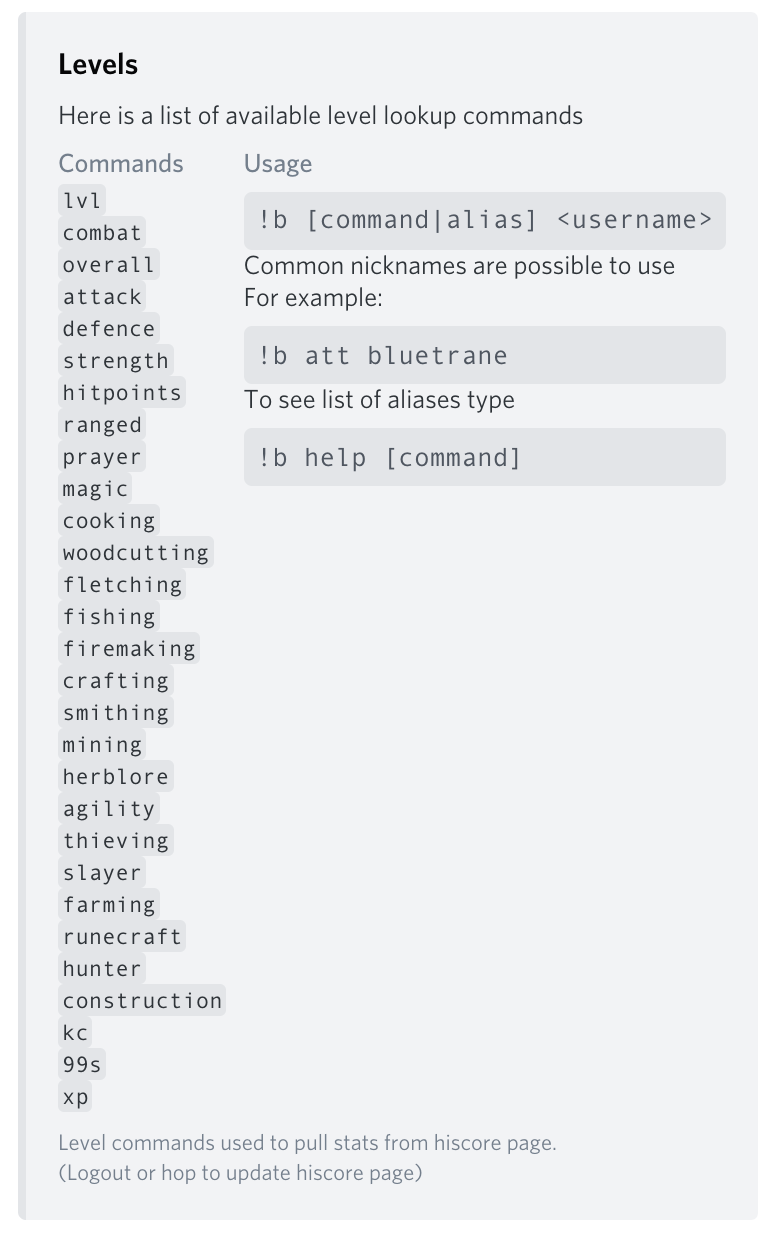 Levels
Here is a list of available level lookup commands
Commands
lvl
combat
overall
attack
defence
strength
hitpoints
ranged
prayer
magic
cooking
woodcutting
fletching
fishing
firemaking
crafting
smithing
mining
herblore
agility
thieving
slayer
farming
runecraft
hunter
construction
kc
99s
xp
Usage
!b [command|alias] <username>
Common nicknames are possible to use
For example:
!b att bluetrane
To see list of aliases type
!b help [command]
Level commands used to pull stats from hiscore page.
(Logout or hop to update hiscore page)